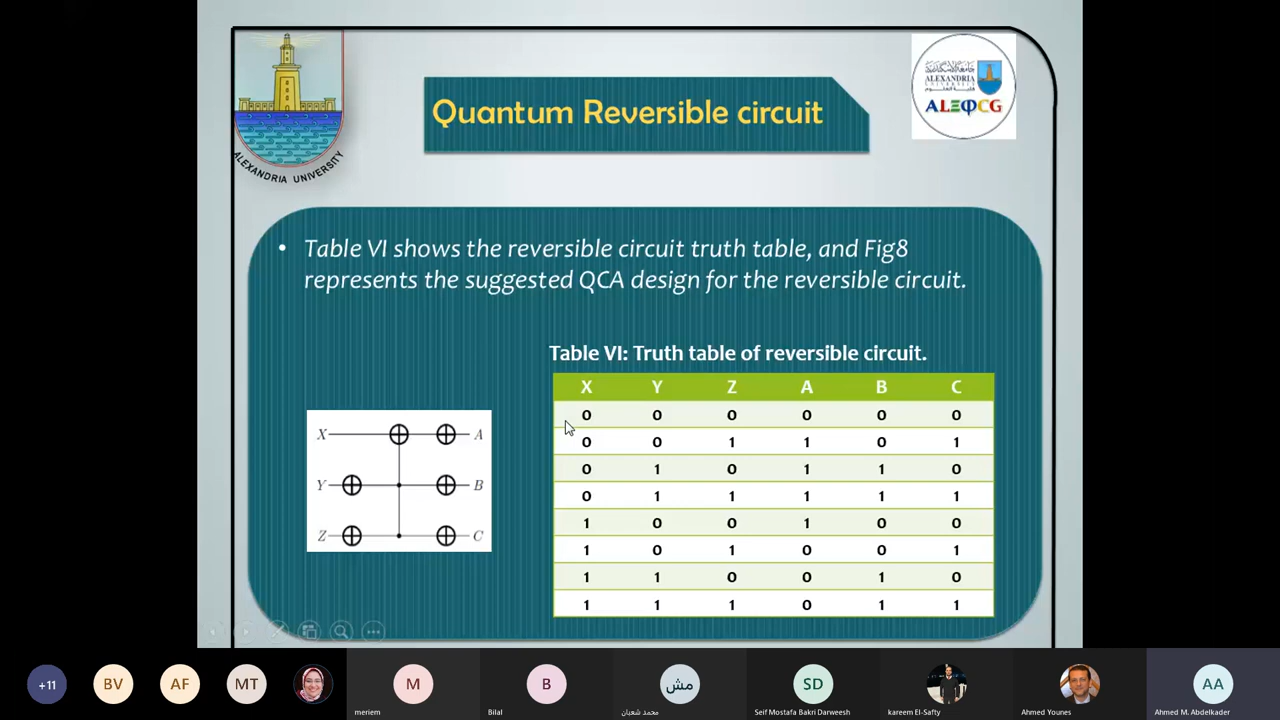 Quantum Reversible circuit
ALEXANDRIA UNIVERSITY
ALEXANDRIA
UNIVERSITY
• Table VI shows the reversible circuit truth table, and Fig8
represents the suggested QCA design for the reversible circuit.
Table VI: Truth table of reversible circuit.
X Y Z A B C
0 0 0 0 0 0
0 0 1 1 0 1
0 1 0 1 1 0
0 1 1 1 1 1
1 0 0 1 0 0
1 0 1 0 0 1
1 1 0 0 1 0
1 1 1 0 1 1
X A
Y B
Z C
+11 BV AF MT M B مش SD AA
meriem Bilal محمد شعبان Seif Mostafa Bakri Darweesh kareem El-Safty Ahmed Younes Ahmed M. Abdelkader